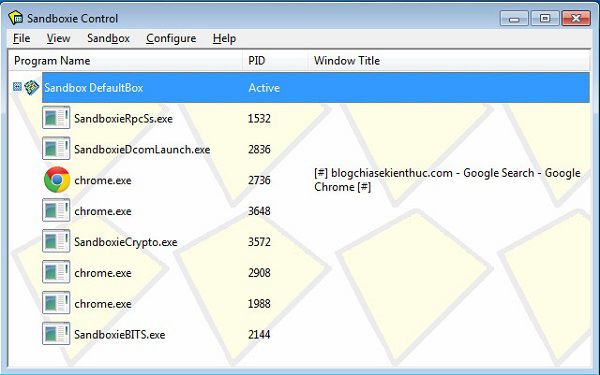 Sandboxie Control
File View Sandbox Configure Help
Program Name PID Window Title
Sandbox DefaultBox Active
SandboxieRpcSs.exe 1532
SandboxieDcomLaunch.exe 2836
chrome.exe 2736 [#] blogchiasekienthuc.com - Google Search - Google
Chrome [#]
chrome.exe 3648
SandboxieCrypto.exe 3572
chrome.exe 2908
chrome.exe 1988
SandboxieBITS.exe 2144